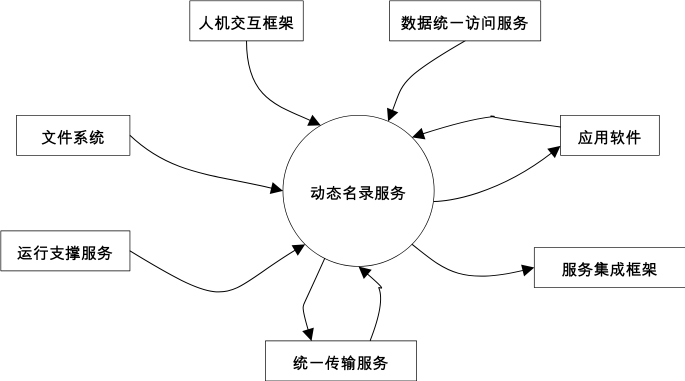 人机交互框架
数据统一访问服务
文件系统
应用软件
动态名录服务
运行支撑服务
服务集成框架
统一传输服务